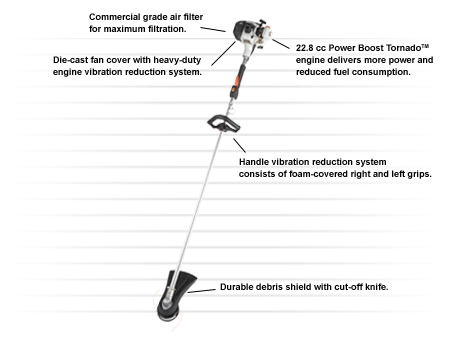 Commercial grade air filter
for maximum filtration.
Die-cast fan cover with heavy-duty
engine vibration reduction system.
22.8 cc Power Boost Tornado™
engine delivers more power and
reduced fuel consumption.
Handle vibration reduction system
consists of foam-covered right and left grips.
Durable debris shield with cut-off knife.